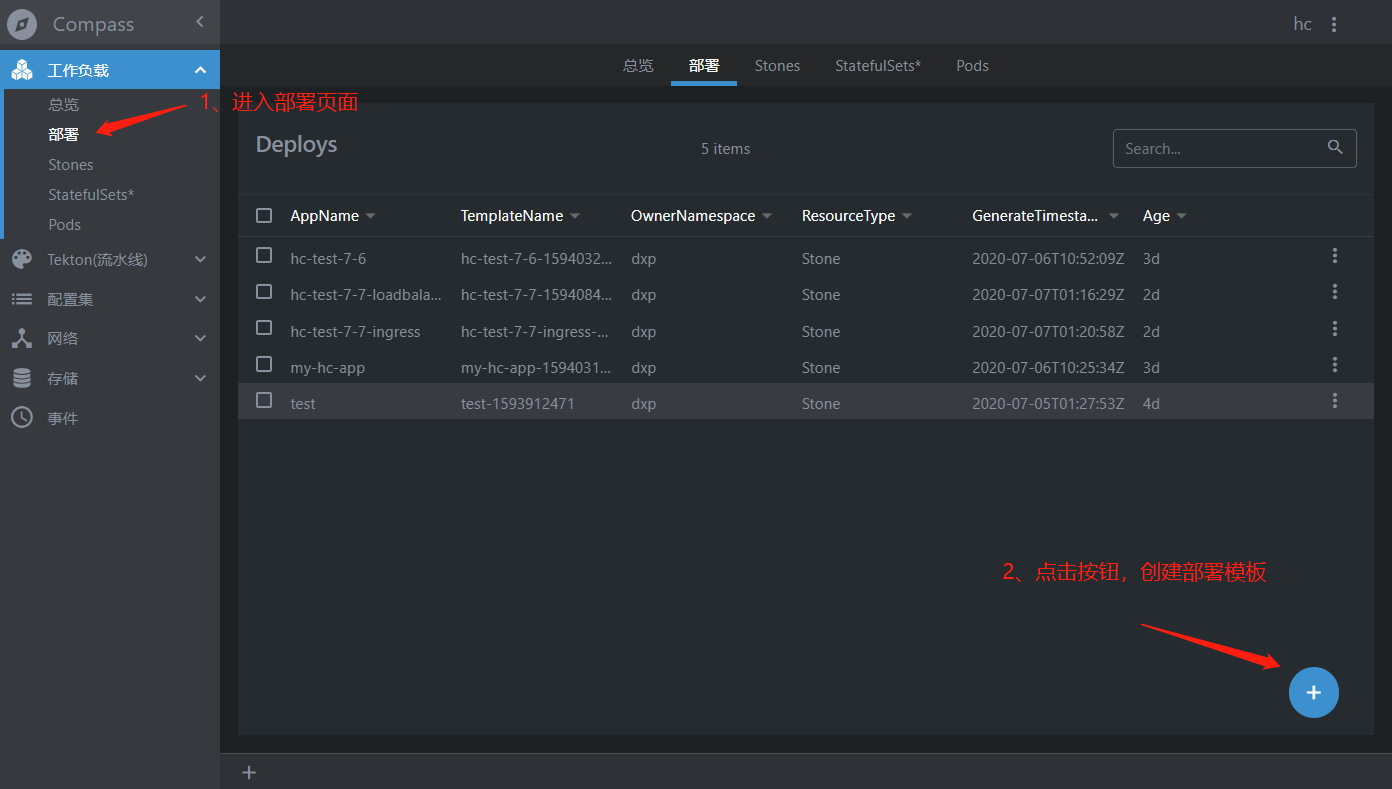 Compass
hc
工作负载
总览
部署
Stones
StatefulSets*
Pods
Tekton(流水线)
配置集
网络
存储
事件
总览 部署 Stones StatefulSets* Pods
1、进入部署页面
Deploys 5 items Search...
AppName TemplateName OwnerNamespace ResourceType GenerateTimesta... Age
hc-test-7-6 hc-test-7-6-1594032... dxp Stone 2020-07-06T10:52:09Z 3d
hc-test-7-7-loadbala... hc-test-7-7-1594084... dxp Stone 2020-07-07T01:16:29Z 2d
hc-test-7-7-ingress hc-test-7-7-ingress-... dxp Stone 2020-07-07T01:20:58Z 2d
my-hc-app my-hc-app-1594031... dxp Stone 2020-07-06T10:25:34Z 3d
test test-1593912471 dxp Stone 2020-07-05T01:27:53Z 4d
2、点击按钮，创建部署模板